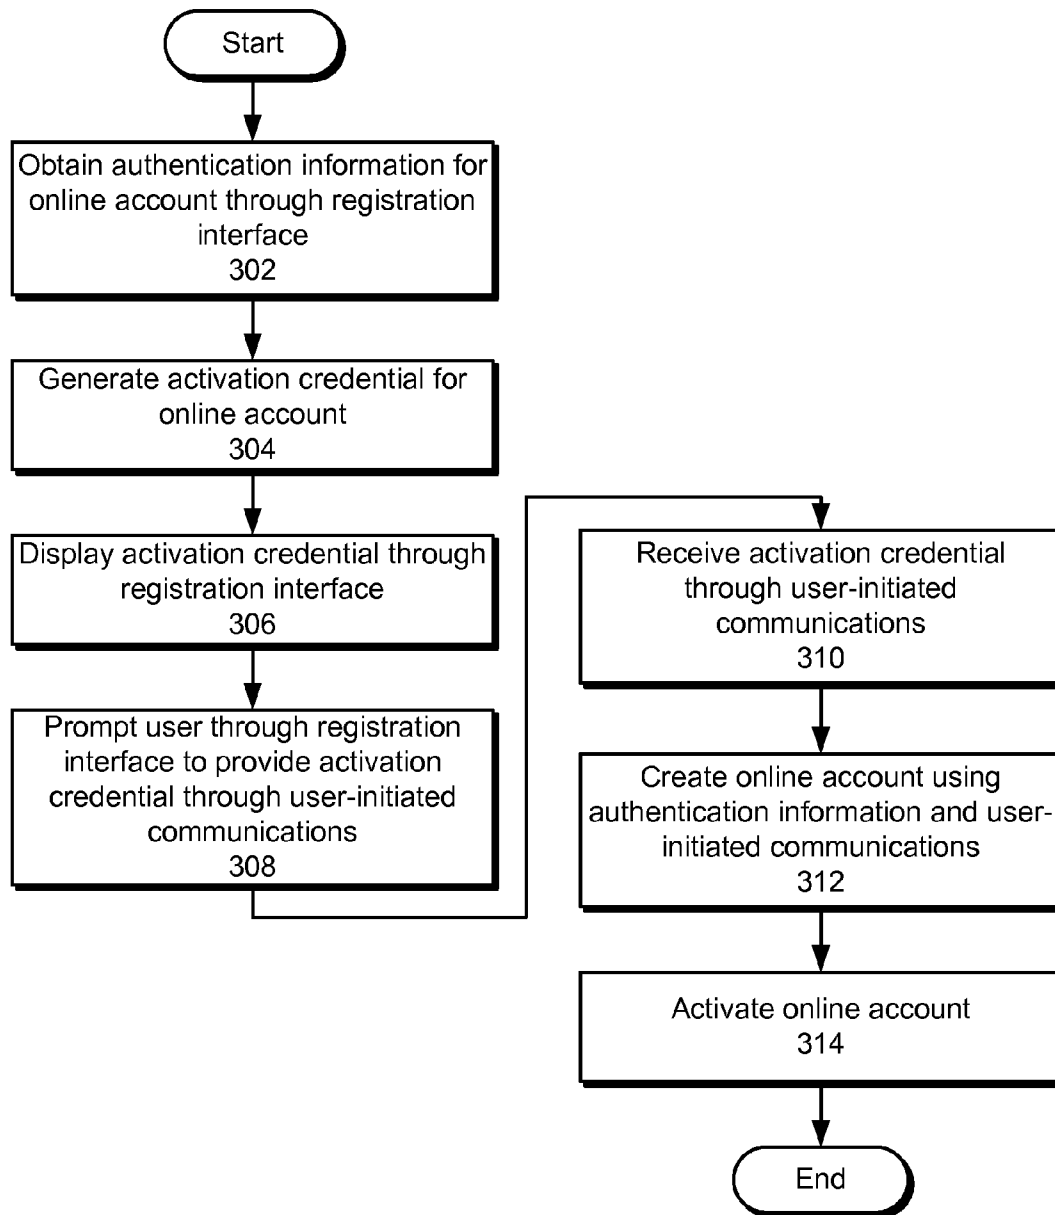 Start
Obtain authentication information for
online account through registration
interface
302
Generate activation credential for
online account
304
Display activation credential through
registration interface
306
Prompt user through registration
interface to provide activation
credential through user-initiated
communications
308
Receive activation credential
through user-initiated
communications
310
Create online account using
authentication information and user-
initiated communications
312
Activate online account
314
End